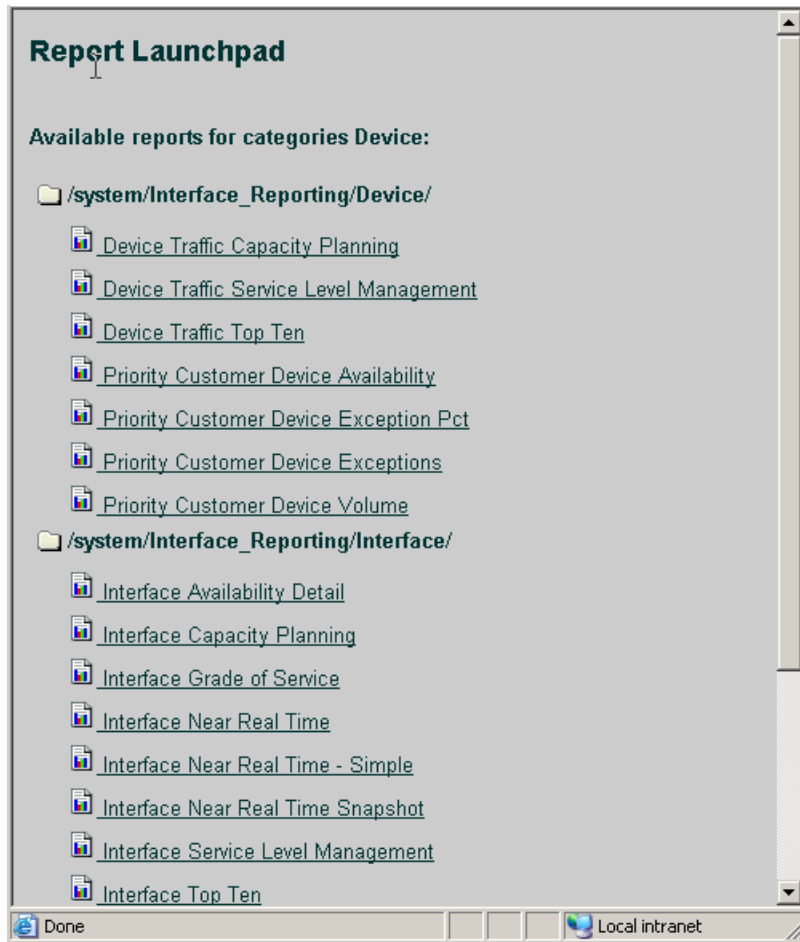 Report Launchpad
Available reports for categories Device:
/system/Interface_Reporting/Device/
Device Traffic Capacity Planning
Device Traffic Service Level Management
Device Traffic Top Ten
Priority Customer Device Availability
Priority Customer Device Exception Pct
Priority Customer Device Exceptions
Priority Customer Device Volume
/system/Interface_Reporting/Interface/
Interface Availability Detail
Interface Capacity Planning
Interface Grade of Service
Interface Near Real Time
Interface Near Real Time - Simple
Interface Near Real Time Snapshot
Interface Service Level Management
Interface Top Ten
Done
Local intranet